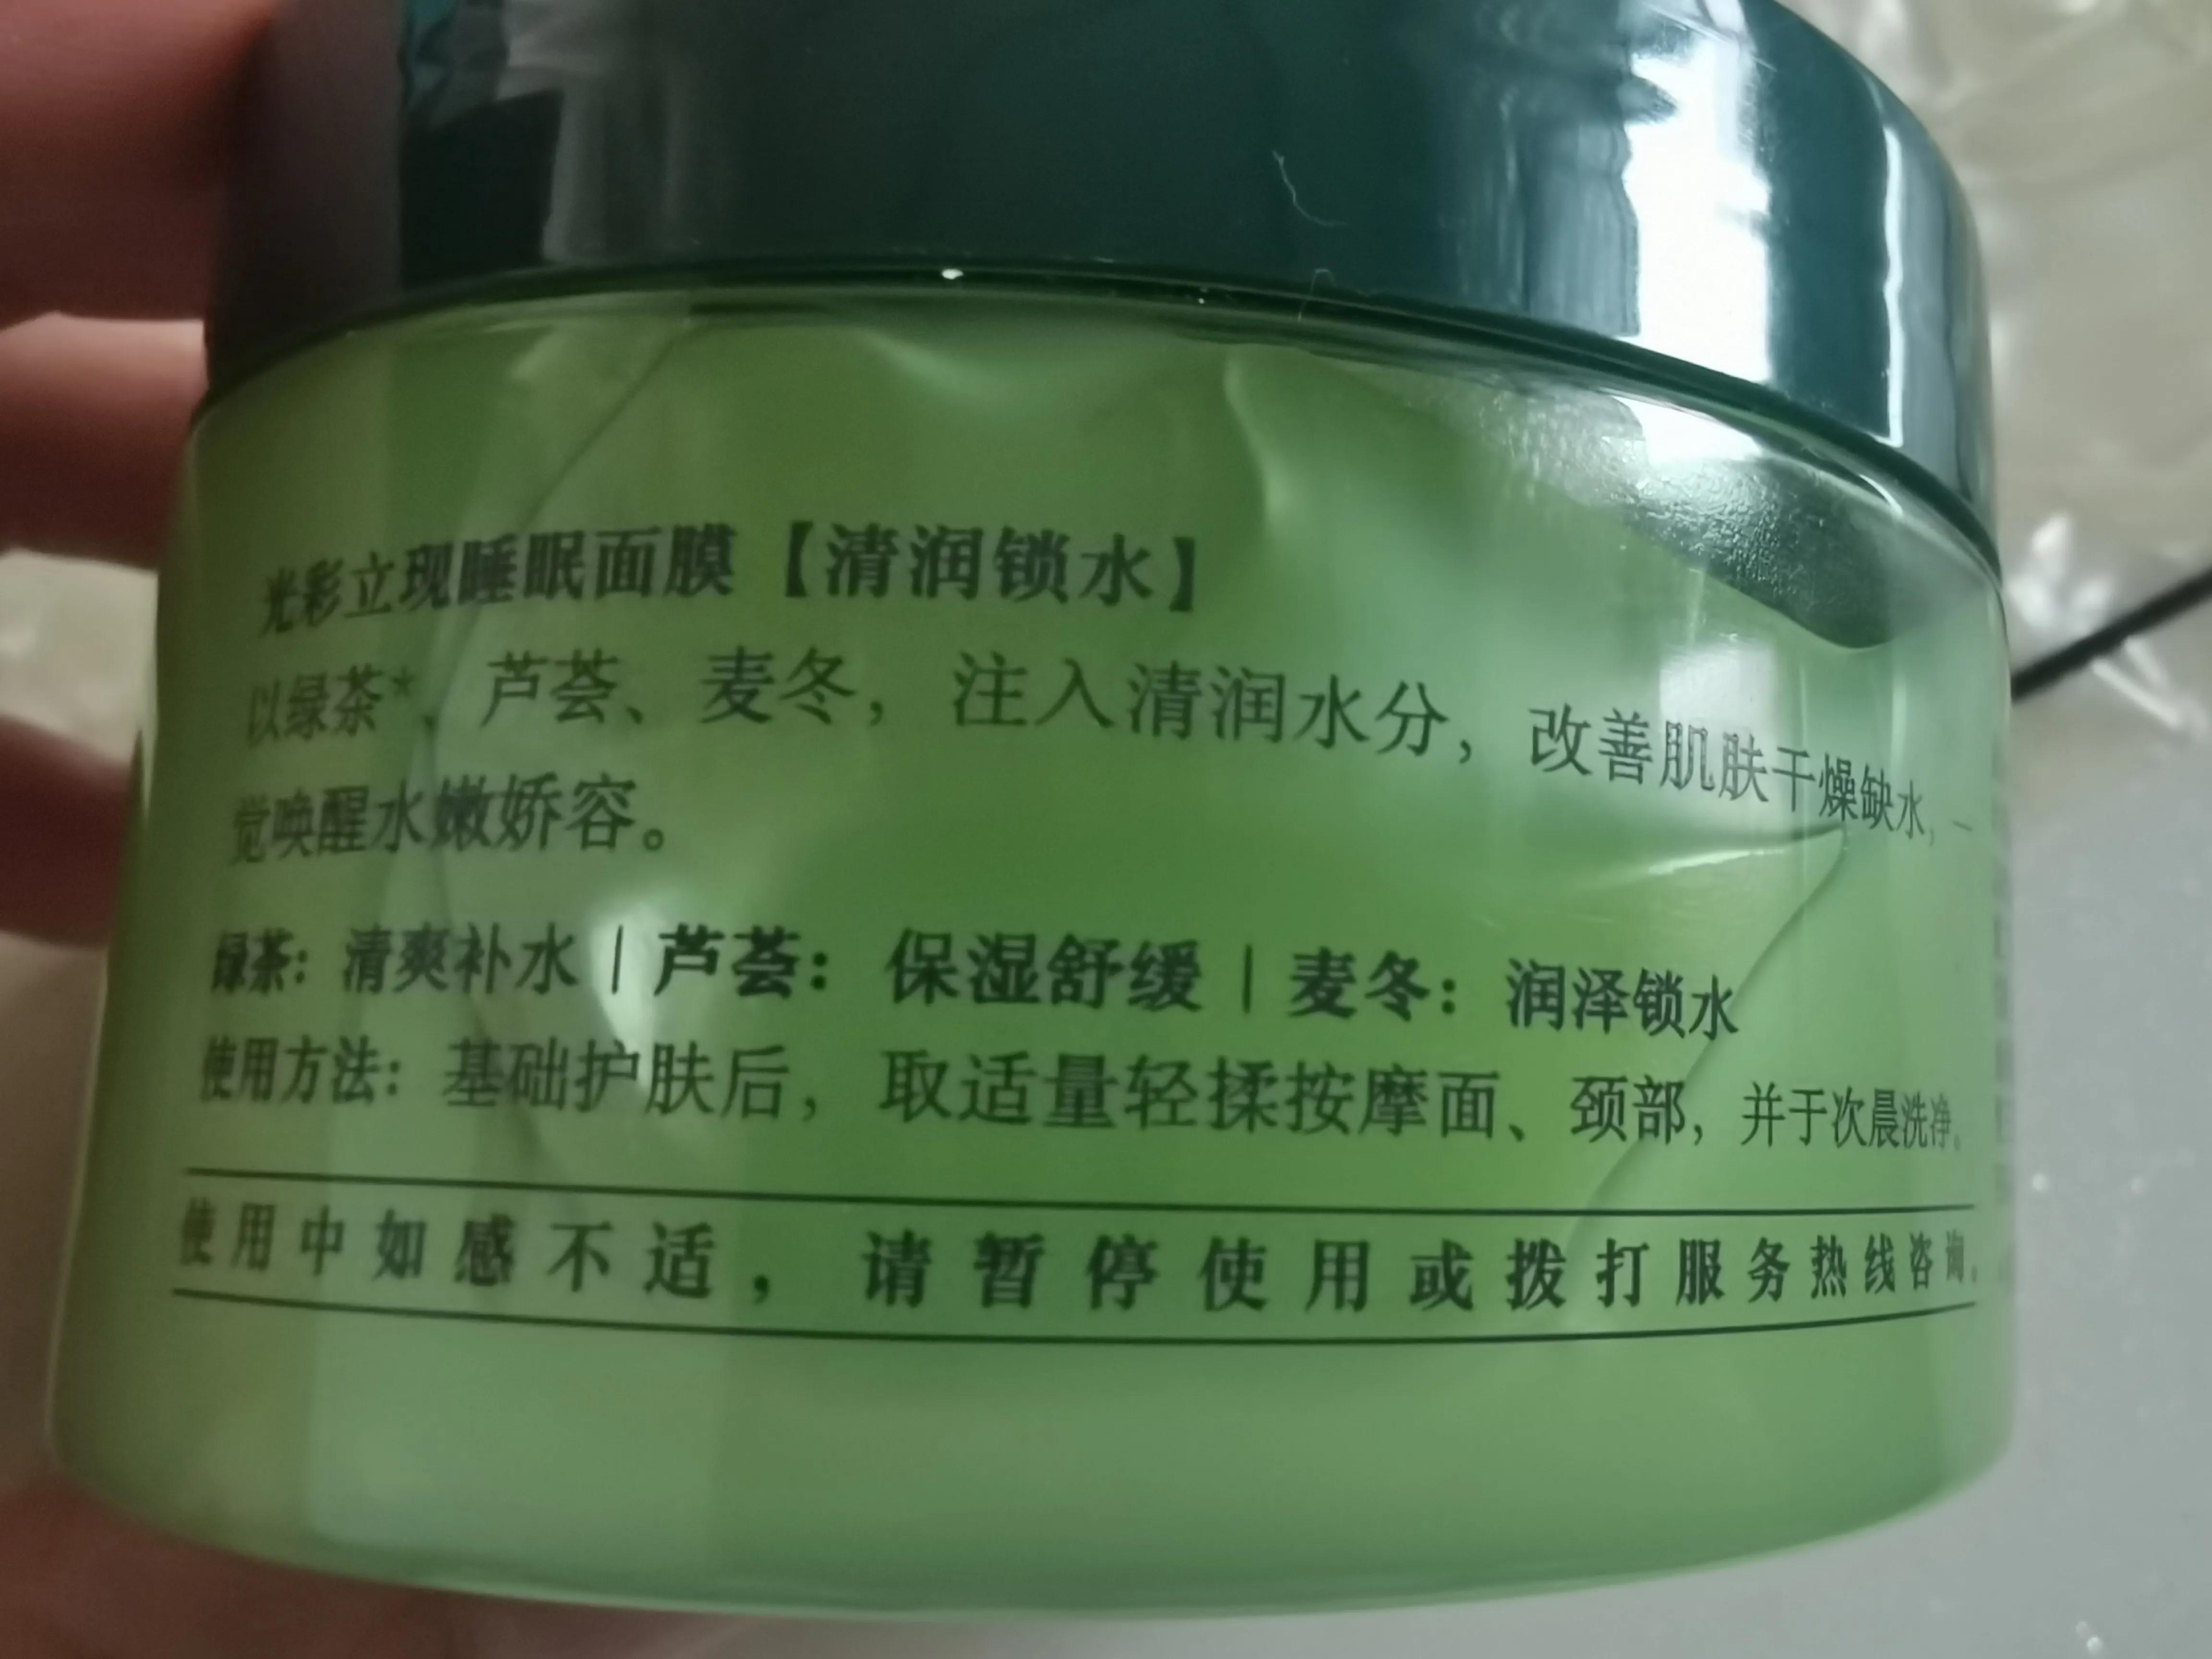 光彩立现睡眠面膜【清润锁水】
以绿茶*、芦荟、麦冬，注入清润水分，改善肌肤干燥缺水，一
觉唤醒水嫩娇容。
绿茶：清爽补水｜芦荟：保湿舒缓｜麦冬：润泽锁水
使用方法：基础护肤后，取适量轻揉按摩面、颈部，并于次晨洗净。
使用中如感不适，请暂停使用或拨打服务热线咨询。